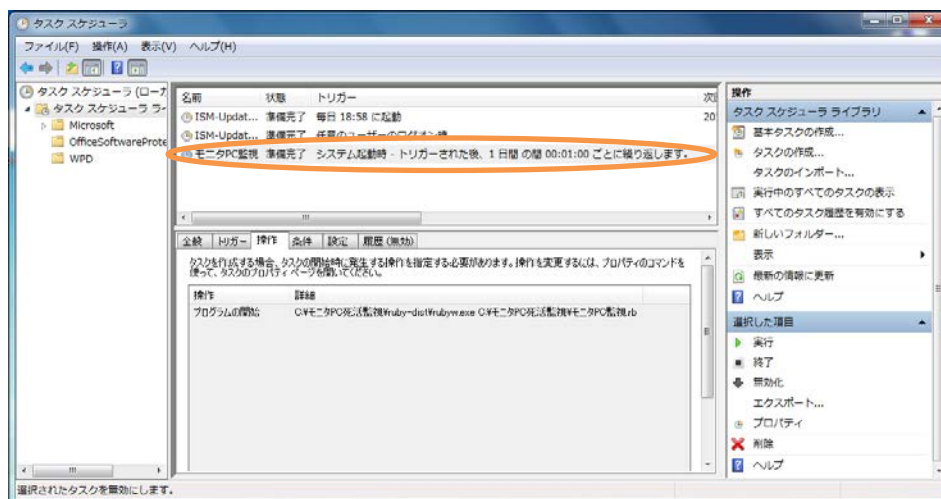 タスク スケジューラ
ファイル(F) 操作(A) 表示(V) ヘルプ(H)
タスク スケジューラ (ローカ
タスク スケジューラ ラー
Microsoft
OfficeSoftwareProte
WPD
名前 状態 トリガー 次回
ISM-Updat... 準備完了 毎日 18:58 に起動 20
ISM-Updat... 準備完了 任意のユーザーのログオン時
モニタPC監視 準備完了 システム起動時 - トリガーされた後、1 日間 の間 00:01:00 ごとに繰り返します。
全般 トリガー 操作 条件 設定 履歴 (無効)
タスクを作成する場合、タスクの開始時に発生する操作を指定する必要があります。操作を変更するには、プロパティのコマンドを
使って、タスクのプロパティ ページを開いてください。
操作 詳細
プログラムの開始 C:¥モニタPC死活監視¥ruby-dist¥rubyw.exe C:¥モニタPC死活監視¥モニタPC監視.rb
操作
タスク スケジューラ ライブラリ
基本タスクの作成...
タスクの作成...
タスクのインポート...
実行中のすべてのタスクの表示
すべてのタスク履歴を有効にする
新しいフォルダー...
表示
最新の情報に更新
ヘルプ
選択した項目
実行
終了
無効化
エクスポート...
プロパティ
削除
ヘルプ
選択されたタスクを無効にします。